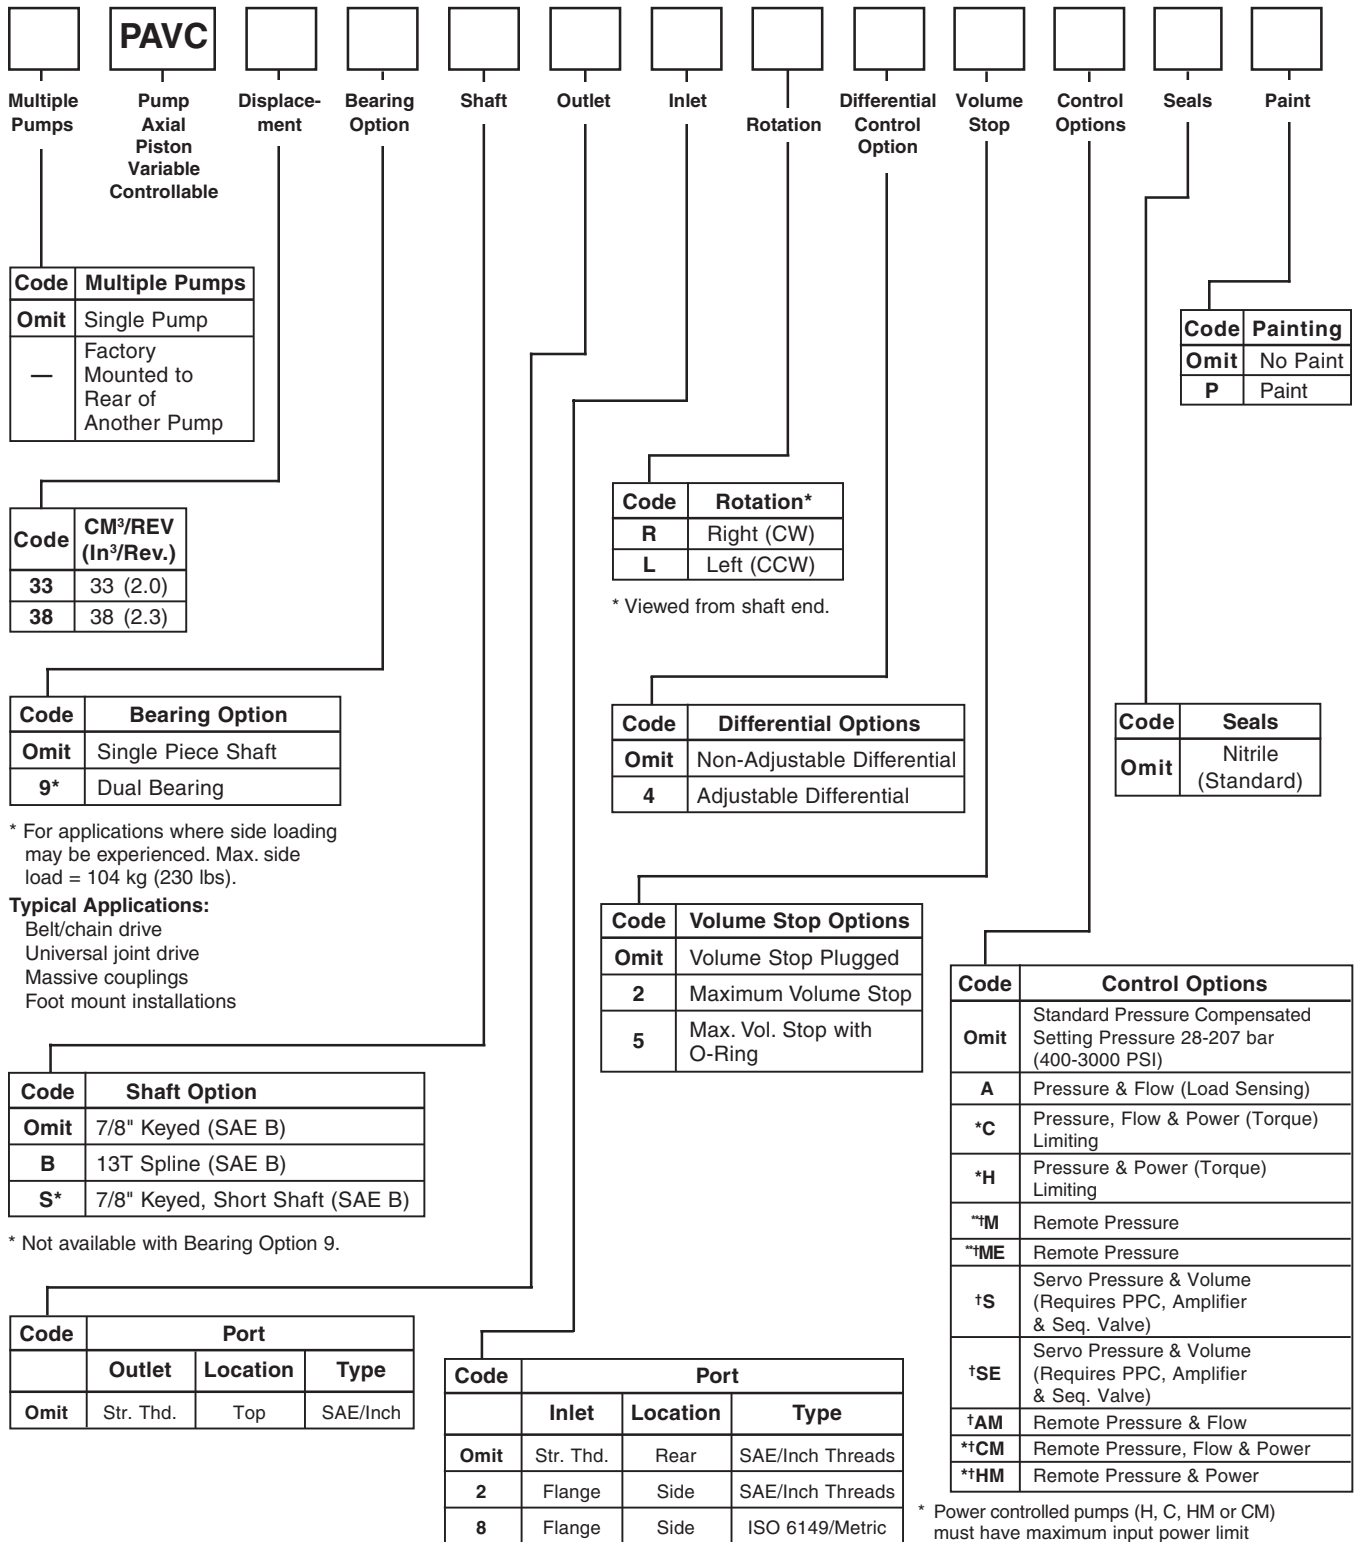 PAVC
Multiple Pumps
Pump Axial Piston Variable Controllable
Displace-ment
Bearing Option
Shaft
Outlet
Inlet
Rotation
Differential Control Option
Volume Stop
Control Options
Seals
Paint
Code Multiple Pumps
Omit Single Pump
— Factory
Mounted to
Rear of
Another Pump
Code Painting
Omit No Paint
P Paint
Code CM³/REV
(In³/Rev.)
33 33 (2.0)
38 38 (2.3)
Code Rotation*
R Right (CW)
L Left (CCW)
* Viewed from shaft end.
Code Bearing Option
Omit Single Piece Shaft
9* Dual Bearing
* For applications where side loading
may be experienced. Max. side
load = 104 kg (230 lbs).
Typical Applications:
Belt/chain drive
Universal joint drive
Massive couplings
Foot mount installations
Code Differential Options
Omit Non-Adjustable Differential
4 Adjustable Differential
Code Seals
Omit Nitrile
(Standard)
Code Volume Stop Options
Omit Volume Stop Plugged
2 Maximum Volume Stop
5 Max. Vol. Stop with
O-Ring
Code Shaft Option
Omit 7/8" Keyed (SAE B)
B 13T Spline (SAE B)
S* 7/8" Keyed, Short Shaft (SAE B)
* Not available with Bearing Option 9.
Code Control Options
Omit Standard Pressure Compensated
Setting Pressure 28-207 bar
(400-3000 PSI)
A Pressure & Flow (Load Sensing)
*C Pressure, Flow & Power (Torque)
Limiting
*H Pressure & Power (Torque)
Limiting
**†M Remote Pressure
**†ME Remote Pressure
†S Servo Pressure & Volume
(Requires PPC, Amplifier
& Seq. Valve)
†SE Servo Pressure & Volume
(Requires PPC, Amplifier
& Seq. Valve)
†AM Remote Pressure & Flow
*†CM Remote Pressure, Flow & Power
*†HM Remote Pressure & Power
* Power controlled pumps (H, C, HM or CM)
must have maximum input power limit
Code Port
Outlet Location Type
Omit Str. Thd. Top SAE/Inch
Code Port
Inlet Location Type
Omit Str. Thd. Rear SAE/Inch Threads
2 Flange Side SAE/Inch Threads
8 Flange Side ISO 6149/Metric